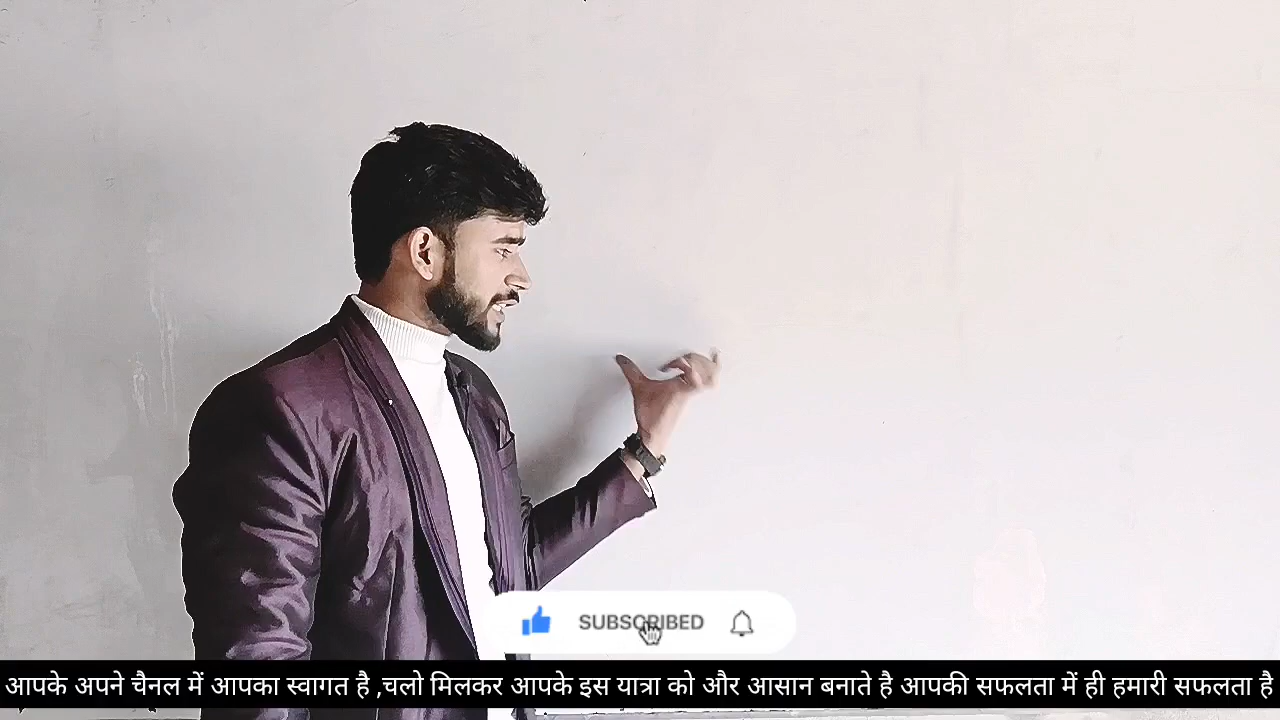 SUBSCRIBED
आपके अपने चैनल में आपका स्वागत है ,चलो मिलकर आपके इस यात्रा को और आसान बनाते है आपकी सफलता में ही हमारी सफलता है